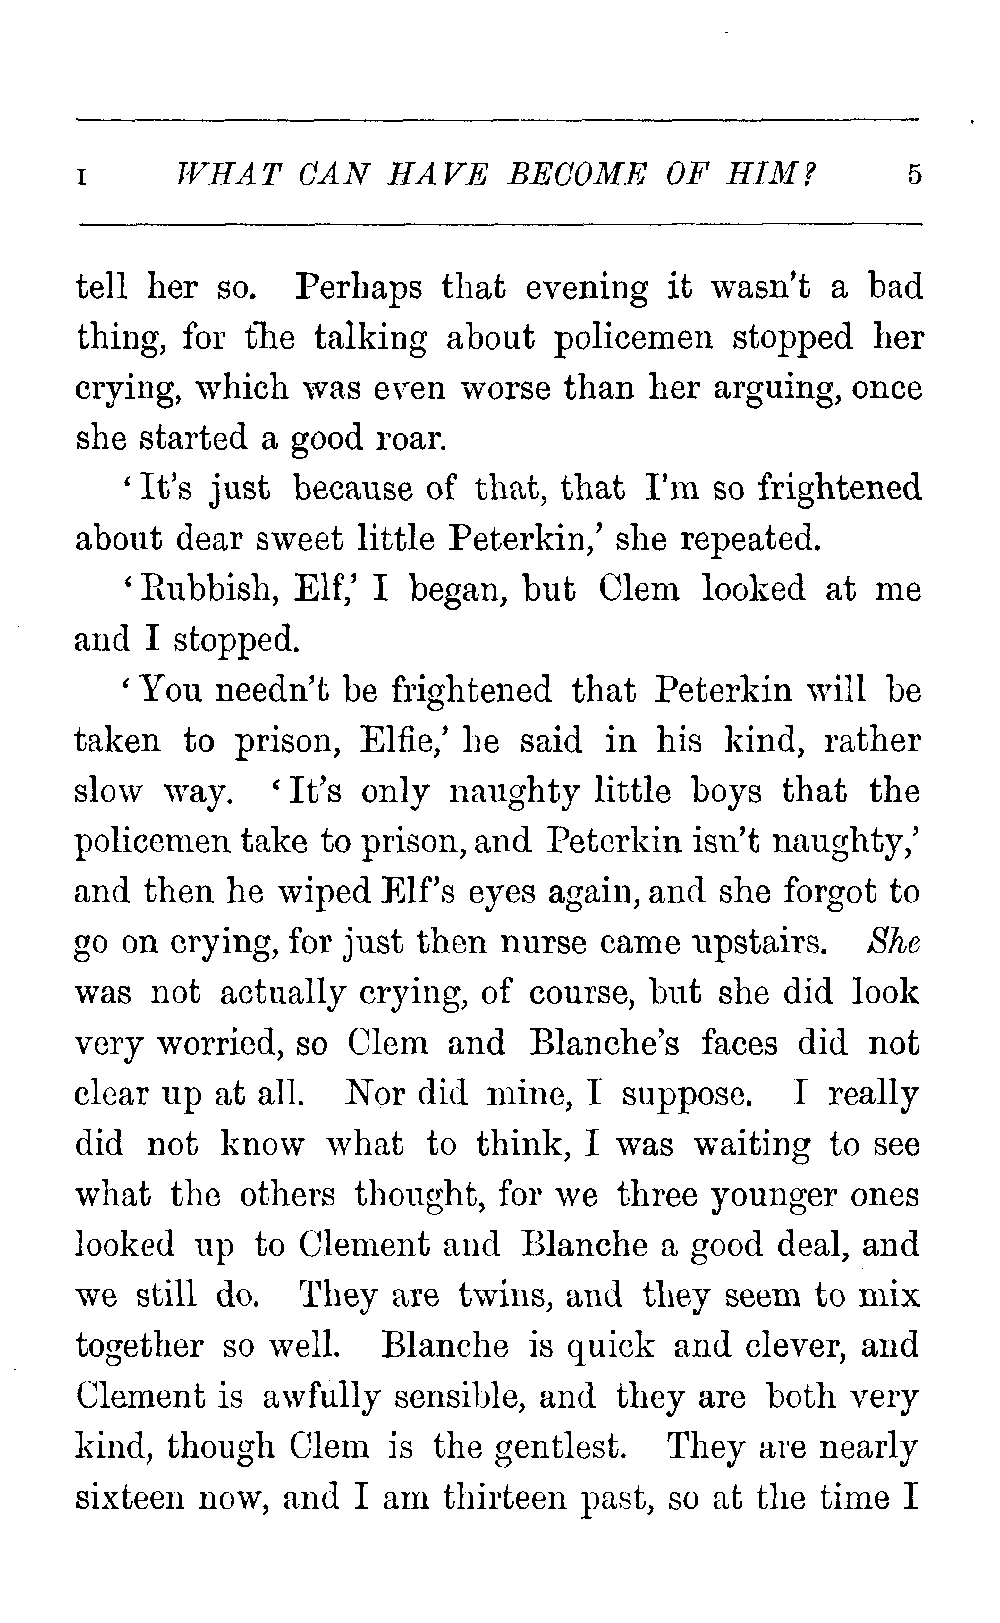 I WHAT CAN HAVE BECOME OF HIM? 5
tell her so. Perhaps that evening it wasn't a bad
thing, for the talking about policemen stopped her
crying, which was even worse than her arguing, once
she started a good roar.
‘It's just because of that, that I'm so frightened
about dear sweet little Peterkin,’ she repeated.
‘Rubbish, Elf,’ I began, but Clem looked at me
and I stopped.
‘You needn't be frightened that Peterkin will be
taken to prison, Elfie,’ he said in his kind, rather
slow way. ‘It's only naughty little boys that the
policemen take to prison, and Peterkin isn't naughty,’
and then he wiped Elf's eyes again, and she forgot to
go on crying, for just then nurse came upstairs. She
was not actually crying, of course, but she did look
very worried, so Clem and Blanche's faces did not
clear up at all. Nor did mine, I suppose. I really
did not know what to think, I was waiting to see
what the others thought, for we three younger ones
looked up to Clement and Blanche a good deal, and
we still do. They are twins, and they seem to mix
together so well. Blanche is quick and clever, and
Clement is awfully sensible, and they are both very
kind, though Clem is the gentlest. They are nearly
sixteen now, and I am thirteen past, so at the time I